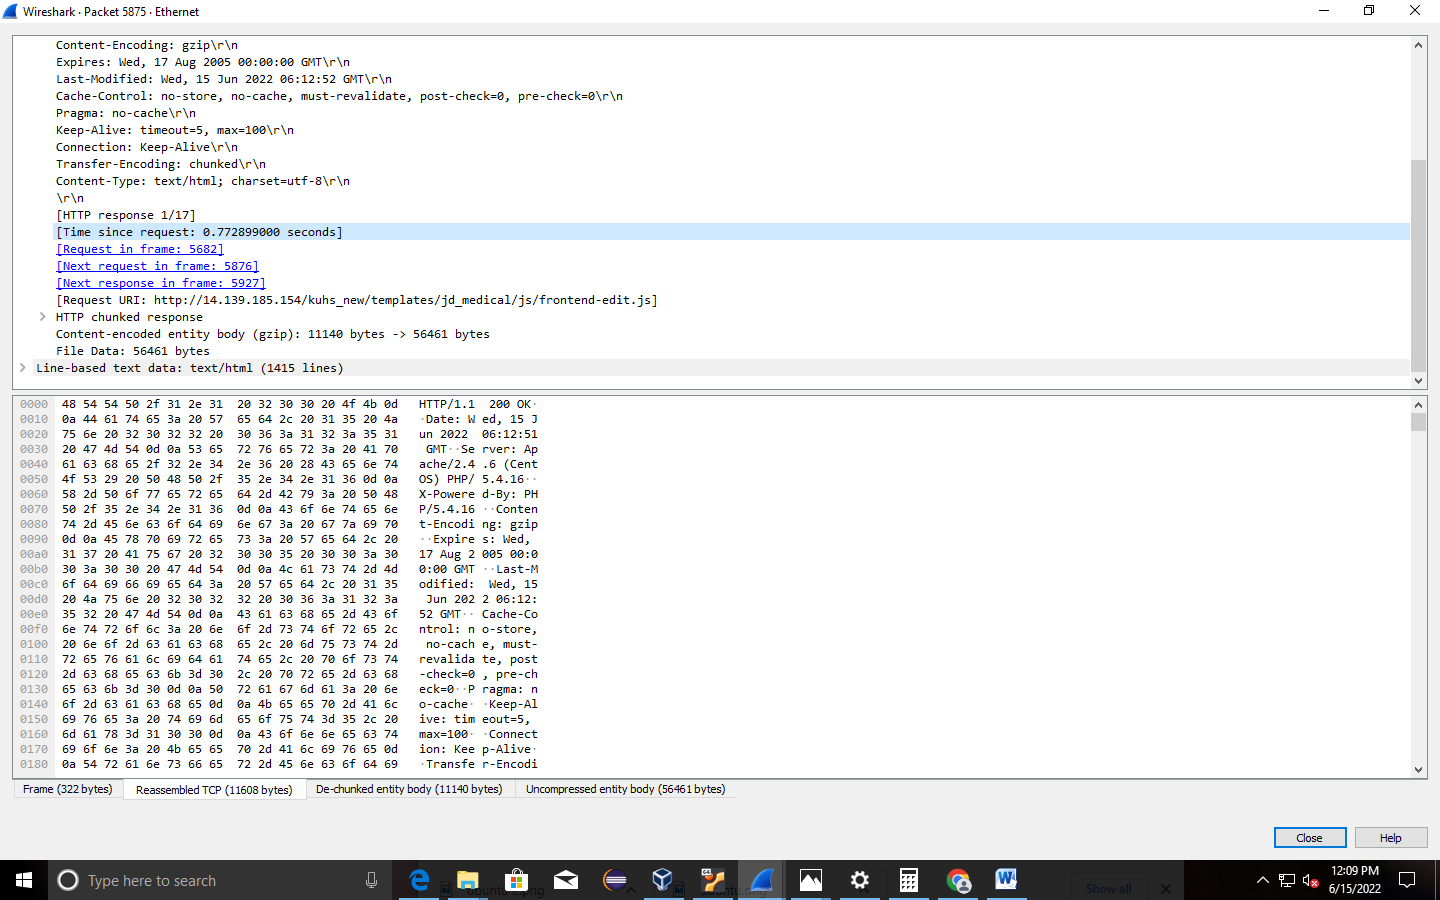 Wireshark · Packet 5875 · Ethernet
Content-Encoding: gzip\r\n
Expires: Wed, 17 Aug 2005 00:00:00 GMT\r\n
Last-Modified: Wed, 15 Jun 2022 06:12:52 GMT\r\n
Cache-Control: no-store, no-cache, must-revalidate, post-check=0, pre-check=0\r\n
Pragma: no-cache\r\n
Keep-Alive: timeout=5, max=100\r\n
Connection: Keep-Alive\r\n
Transfer-Encoding: chunked\r\n
Content-Type: text/html; charset=utf-8\r\n
\r\n
[HTTP response 1/17]
[Time since request: 0.772899000 seconds]
[Request in frame: 5682]
[Next request in frame: 5876]
[Next response in frame: 5927]
[Request URI: http://14.139.185.154/kuhs_new/templates/jd_medical/js/frontend-edit.js]
HTTP chunked response
Content-encoded entity body (gzip): 11140 bytes -> 56461 bytes
File Data: 56461 bytes
Line-based text data: text/html (1415 lines)
0000 48 54 54 50 2f 31 2e 31 20 32 30 30 20 4f 4b 0d HTTP/1.1 200 OK·
0010 0a 44 61 74 65 3a 20 57 65 64 2c 20 31 35 20 4a ·Date: W ed, 15 J
0020 75 6e 20 32 30 32 32 20 30 36 3a 31 32 3a 35 31 un 2022 06:12:51
0030 20 47 4d 54 0d 0a 53 65 72 76 65 72 3a 20 41 70 GMT··Se rver: Ap
0040 61 63 68 65 2f 32 2e 34 2e 36 20 28 43 65 6e 74 ache/2.4 .6 (Cent
0050 4f 53 29 20 50 48 50 2f 35 2e 34 2e 31 36 0d 0a OS) PHP/ 5.4.16··
0060 58 2d 50 6f 77 65 72 65 64 2d 42 79 3a 20 50 48 X-Powere d-By: PH
0070 50 2f 35 2e 34 2e 31 36 0d 0a 43 6f 6e 74 65 6e P/5.4.16 ··Conten
0080 74 2d 45 6e 63 6f 64 69 6e 67 3a 20 67 7a 69 70 t-Encodi ng: gzip
0090 0d 0a 45 78 70 69 72 65 73 3a 20 57 65 64 2c 20 ··Expire s: Wed,
00a0 31 37 20 41 75 67 20 32 30 30 35 20 30 30 3a 30 17 Aug 2 005 00:0
00b0 30 3a 30 30 20 47 4d 54 0d 0a 4c 61 73 74 2d 4d 0:00 GMT ··Last-M
00c0 6f 64 69 66 69 65 64 3a 20 57 65 64 2c 20 31 35 odified: Wed, 15
00d0 20 4a 75 6e 20 32 30 32 32 20 30 36 3a 31 32 3a Jun 202 2 06:12:
00e0 35 32 20 47 4d 54 0d 0a 43 61 63 68 65 2d 43 6f 52 GMT·· Cache-Co
00f0 6e 74 72 6f 6c 3a 20 6e 6f 2d 73 74 6f 72 65 2c ntrol: n o-store,
0100 20 6e 6f 2d 63 61 63 68 65 2c 20 6d 75 73 74 2d no-cach e, must-
0110 72 65 76 61 6c 69 64 61 74 65 2c 20 70 6f 73 74 revalida te, post
0120 2d 63 68 65 63 6b 3d 30 2c 20 70 72 65 2d 63 68 -check=0 , pre-ch
0130 65 63 6b 3d 30 0d 0a 50 72 61 67 6d 61 3a 20 6e eck=0··P ragma: n
0140 6f 2d 63 61 63 68 65 0d 0a 4b 65 65 70 2d 41 6c o-cache· ·Keep-Al
0150 69 76 65 3a 20 74 69 6d 65 6f 75 74 3d 35 2c 20 ive: tim eout=5,
0160 6d 61 78 3d 31 30 30 0d 0a 43 6f 6e 6e 65 63 74 max=100· ·Connect
0170 69 6f 6e 3a 20 4b 65 65 70 2d 41 6c 69 76 65 0d ion: Kee p-Alive·
0180 0a 54 72 61 6e 73 66 65 72 2d 45 6e 63 6f 64 69 ·Transfe r-Encodi
Frame (322 bytes) Reassembled TCP (11608 bytes) De-chunked entity body (11140 bytes) Uncompressed entity body (56461 bytes)
Close Help
Type here to search
Show all
12:09 PM
6/15/2022